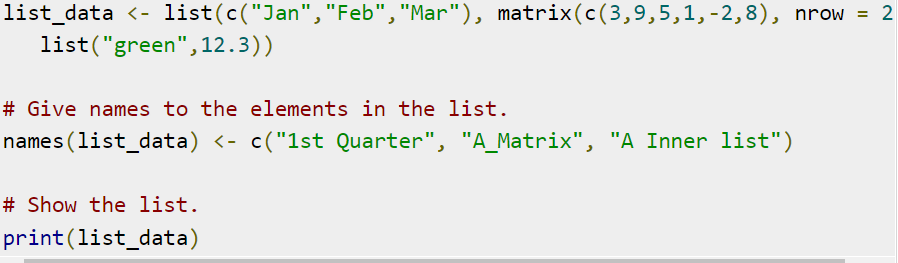 list_data <- list(c("Jan","Feb","Mar"), matrix(c(3,9,5,1,-2,8), nrow = 2
   list("green",12.3))
# Give names to the elements in the list.
names(list_data) <- c("1st Quarter", "A_Matrix", "A Inner list")
# Show the list.
print(list_data)